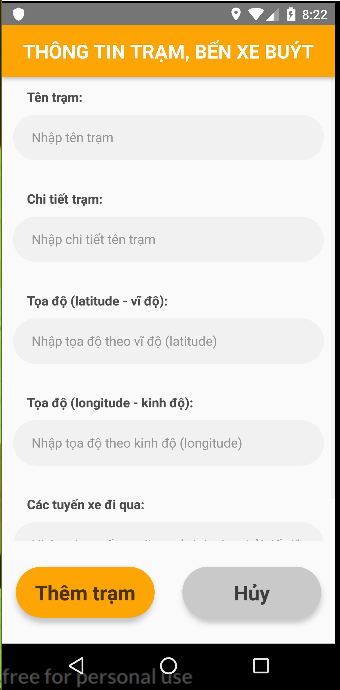 8:22
THÔNG TIN TRẠM, BẾN XE BUÝT
Tên trạm:
Nhập tên trạm
Chi tiết trạm:
Nhập chi tiết tên trạm
Tọa độ (latitude - vĩ độ):
Nhập tọa độ theo vĩ độ (latitude)
Tọa độ (longitude - kinh độ):
Nhập tọa độ theo kinh độ (longitude)
Các tuyến xe đi qua:
Thêm trạm
Hủy
free for personal use